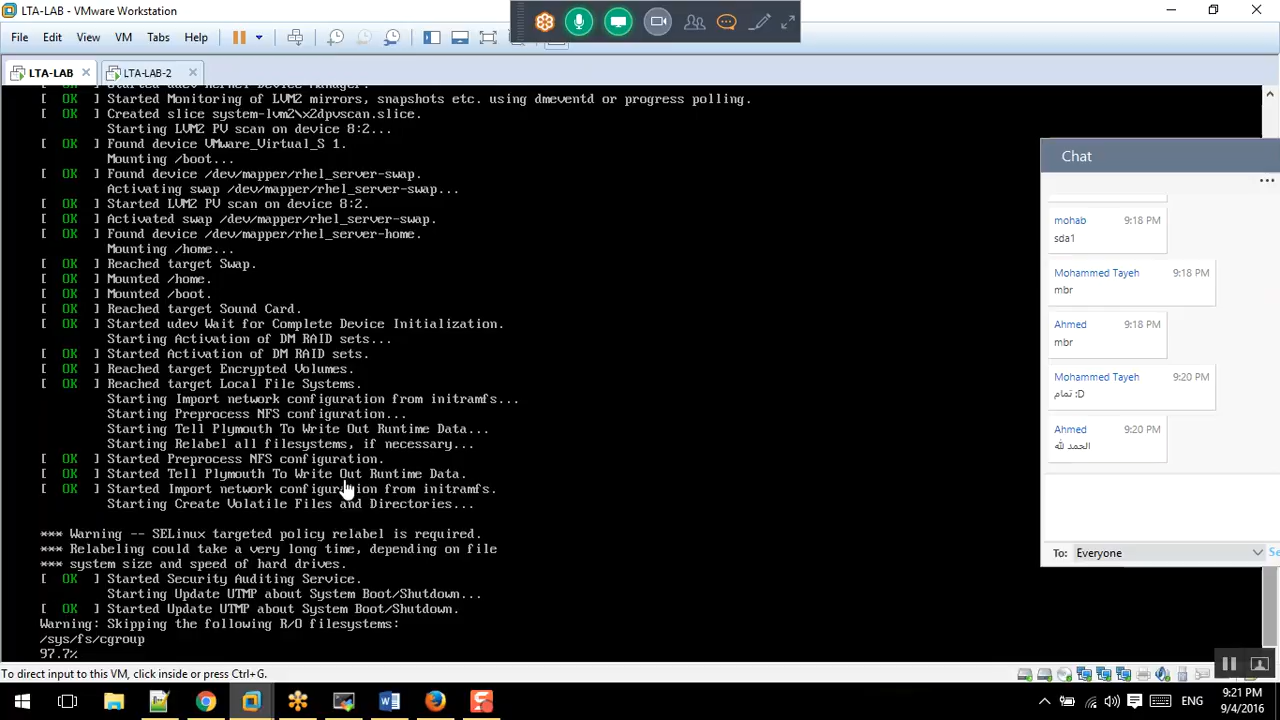 LTA-LAB - VMware Workstation
File Edit View VM Tabs Help
LTA-LAB
LTA-LAB-2
[ OK ] Started udev Kernel Device Manager.
[ OK ] Started Monitoring of LVM2 mirrors, snapshots etc. using dmeventd or progress polling.
[ OK ] Created slice system-lvm2\x2dpvscan.slice.
Starting LVM2 PV scan on device 8:2...
[ OK ] Found device VMware_Virtual_S 1.
Mounting /boot...
[ OK ] Found device /dev/mapper/rhel_server-swap.
Activating swap /dev/mapper/rhel_server-swap...
[ OK ] Started LVM2 PV scan on device 8:2.
[ OK ] Activated swap /dev/mapper/rhel_server-swap.
[ OK ] Found device /dev/mapper/rhel_server-home.
Mounting /home...
[ OK ] Reached target Swap.
[ OK ] Mounted /home.
[ OK ] Mounted /boot.
[ OK ] Reached target Sound Card.
[ OK ] Started udev Wait for Complete Device Initialization.
Starting Activation of DM RAID sets...
[ OK ] Started Activation of DM RAID sets.
[ OK ] Reached target Encrypted Volumes.
[ OK ] Reached target Local File Systems.
Starting Import network configuration from initramfs...
Starting Preprocess NFS configuration...
Starting Tell Plymouth To Write Out Runtime Data...
Starting Relabel all filesystems, if necessary...
[ OK ] Started Preprocess NFS configuration.
[ OK ] Started Tell Plymouth To Write Out Runtime Data.
[ OK ] Started Import network configuration from initramfs.
Starting Create Volatile Files and Directories...
*** Warning -- SELinux targeted policy relabel is required.
*** Relabeling could take a very long time, depending on file
*** system size and speed of hard drives.
[ OK ] Started Security Auditing Service.
Starting Update UTMP about System Boot/Shutdown...
[ OK ] Started Update UTMP about System Boot/Shutdown.
Warning: Skipping the following R/O filesystems:
/sys/fs/cgroup
97.7%
Chat
mohab 9:18 PM
sda1
Mohammed Tayeh 9:18 PM
mbr
Ahmed 9:18 PM
mbr
Mohammed Tayeh 9:20 PM
تمام :D
Ahmed 9:20 PM
الحمد لله
To: Everyone
To direct input to this VM, click inside or press Ctrl+G.
ENG
9:21 PM
9/4/2016